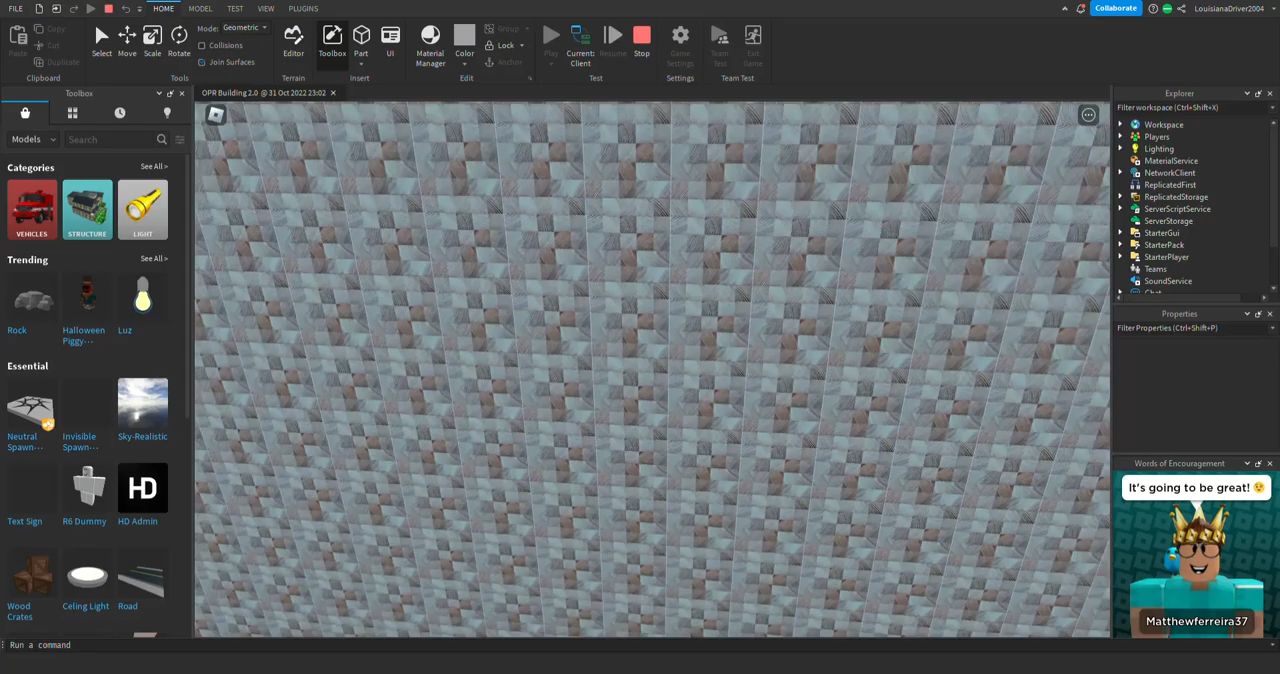 FILE HOME MODEL TEST VIEW PLUGINS Collaborate LouisianaDriver2004
Paste Copy Cut Duplicate Clipboard
Select Move Scale Rotate Tools
Mode: Geometric
Collisions
Join Surfaces
Editor Terrain
Toolbox Part UI Insert
Material Manager Color Group Lock Anchor Edit
Play Current: Client Resume Stop Test
Game Settings Settings
Team Test Exit Game Team Test
Toolbox
OPR Building 2.0 @ 31 Oct 2022 23:02
Models Search
Categories See All >
VEHICLES STRUCTURE LIGHT
Trending See All >
Rock Halloween Piggy... Luz
Essential See All >
Neutral Spawn... Invisible Spawn... Sky-Realistic
HD
Text Sign R6 Dummy HD Admin
Wood Crates Celing Light Road
Run a command
Explorer
Filter workspace (Ctrl+Shift+X)
Workspace
Players
Lighting
MaterialService
NetworkClient
ReplicatedFirst
ReplicatedStorage
ServerScriptService
ServerStorage
StarterGui
StarterPack
StarterPlayer
Teams
SoundService
Chat
Properties
Filter Properties (Ctrl+Shift+P)
Words of Encouragement
It's going to be great! 😉
Matthewferreira37